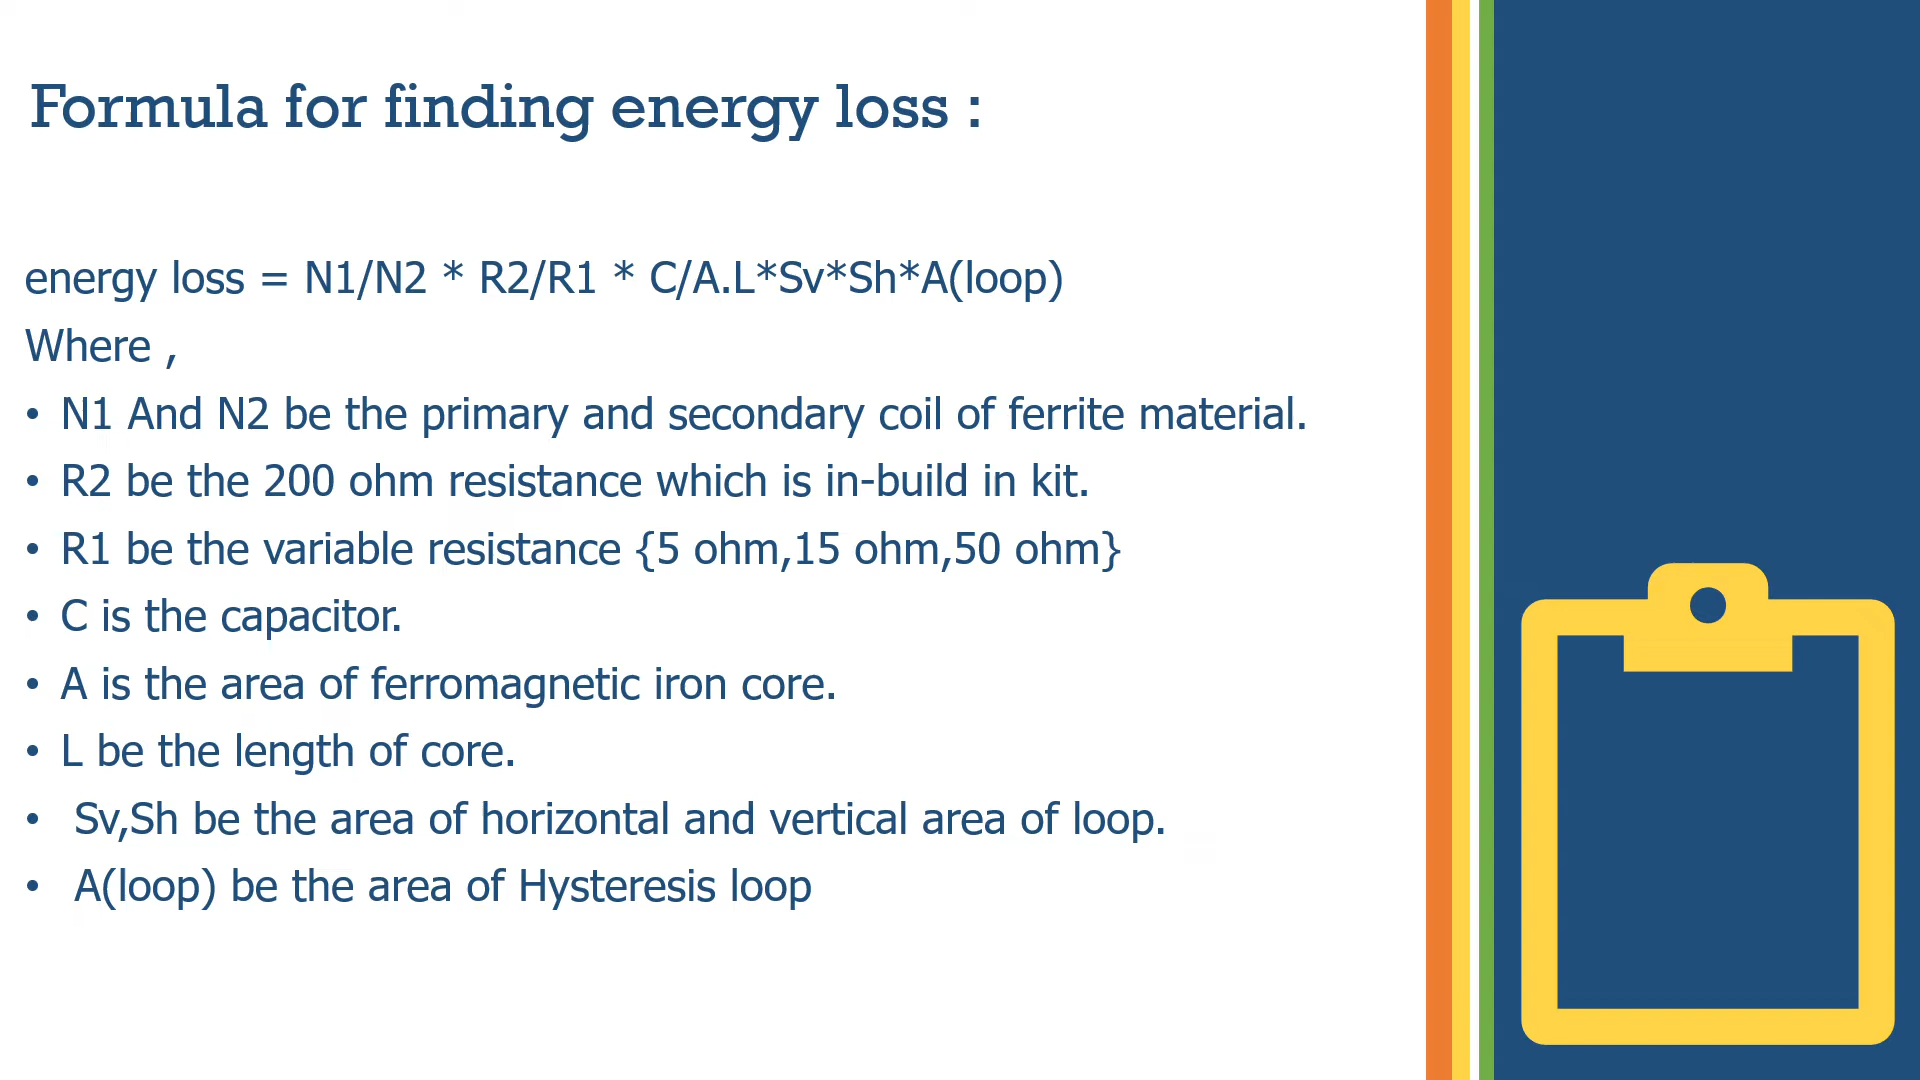 Formula for finding energy loss :
energy loss = N1/N2 * R2/R1 * C/A.L*Sv*Sh*A(loop)
Where ,
• N1 And N2 be the primary and secondary coil of ferrite material.
• R2 be the 200 ohm resistance which is in-build in kit.
• R1 be the variable resistance {5 ohm,15 ohm,50 ohm}
• C is the capacitor.
• A is the area of ferromagnetic iron core.
• L be the length of core.
• Sv,Sh be the area of horizontal and vertical area of loop.
• A(loop) be the area of Hysteresis loop